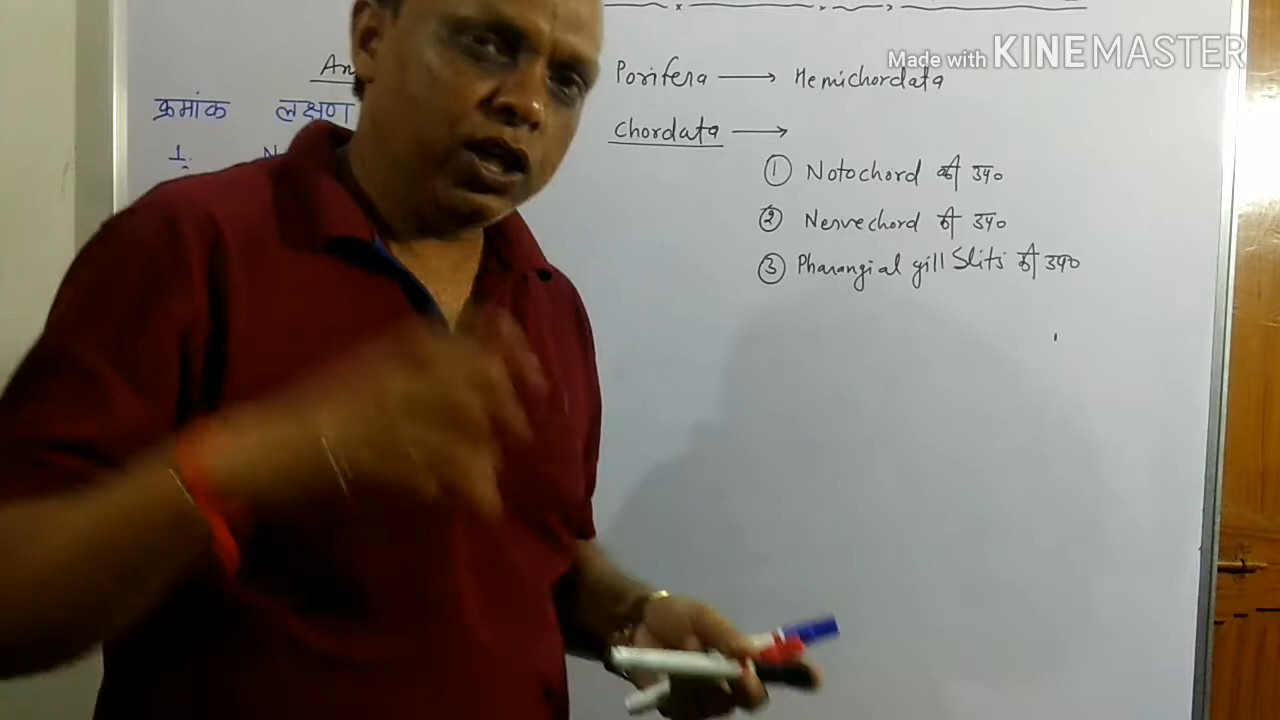 Made with KINEMASTER
An
Porifera → Hemichordata
क्रमांक लक्षण
Chordata →
1. N
① Notochord की उप०
② Nervechord की उप०
③ Pharangial gill Slits की उप०